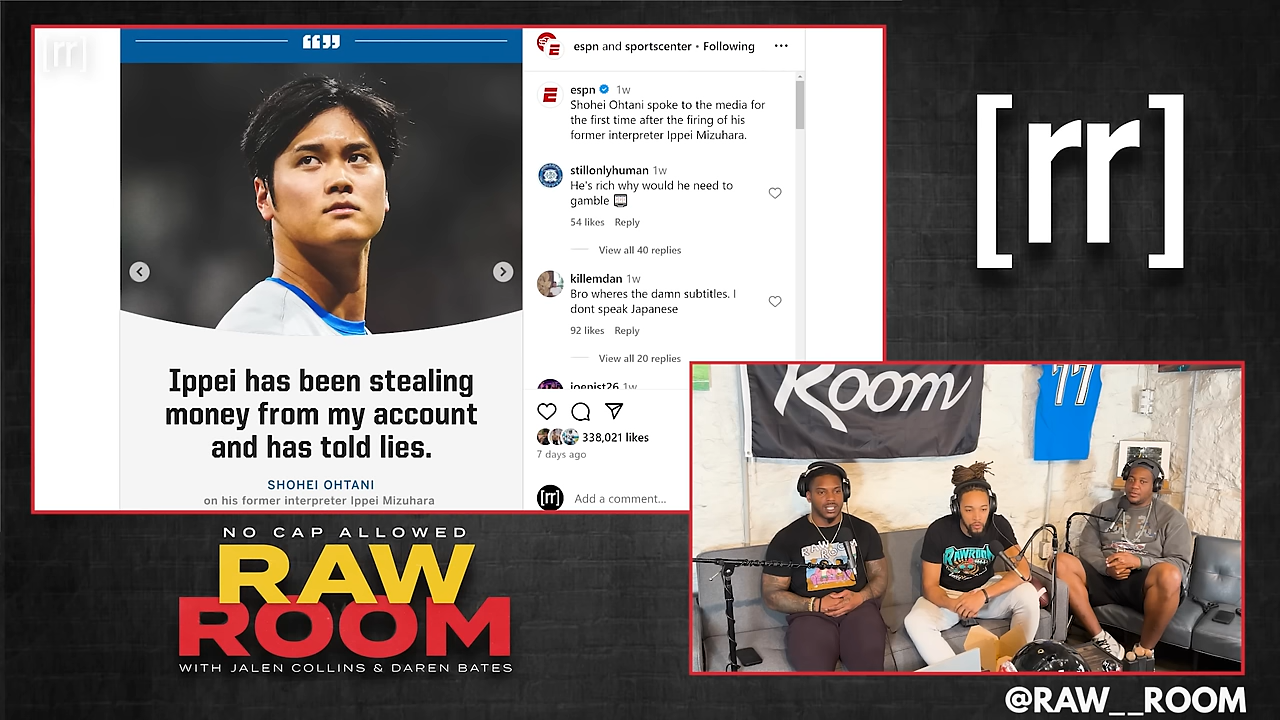 [rr]
espn and sportscenter • Following
espn 1w
Shohei Ohtani spoke to the media for
the first time after the firing of his
former interpreter Ippei Mizuhara.
stillonlyhuman 1w
He's rich why would he need to
gamble
54 likes Reply
View all 40 replies
killemdan 1w
Bro wheres the damn subtitles. I
dont speak Japanese
92 likes Reply
View all 20 replies
joepist26 1w
338,021 likes
7 days ago
[rr] Add a comment...
Ippei has been stealing
money from my account
and has told lies.
SHOHEI OHTANI
on his former interpreter Ippei Mizuhara
[rr]
Room
77
RAWROOM
NO CAP ALLOWED
RAW
ROOM
WITH JALEN COLLINS & DAREN BATES
@RAW__ROOM